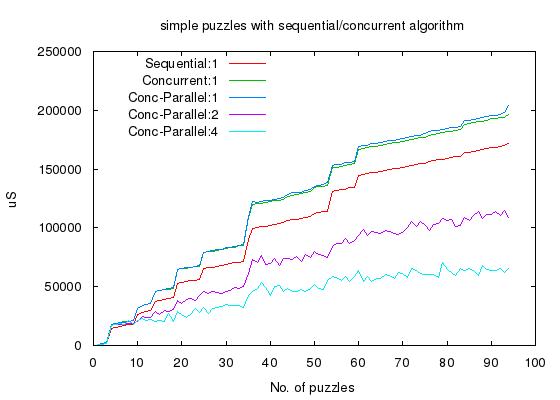 simple puzzles with sequential/concurrent algorithm
250000
200000
150000
100000
50000
0
uS
Sequential:1
Concurrent:1
Conc-Parallel:1
Conc-Parallel:2
Conc-Parallel:4
0 10 20 30 40 50 60 70 80 90 100
No. of puzzles